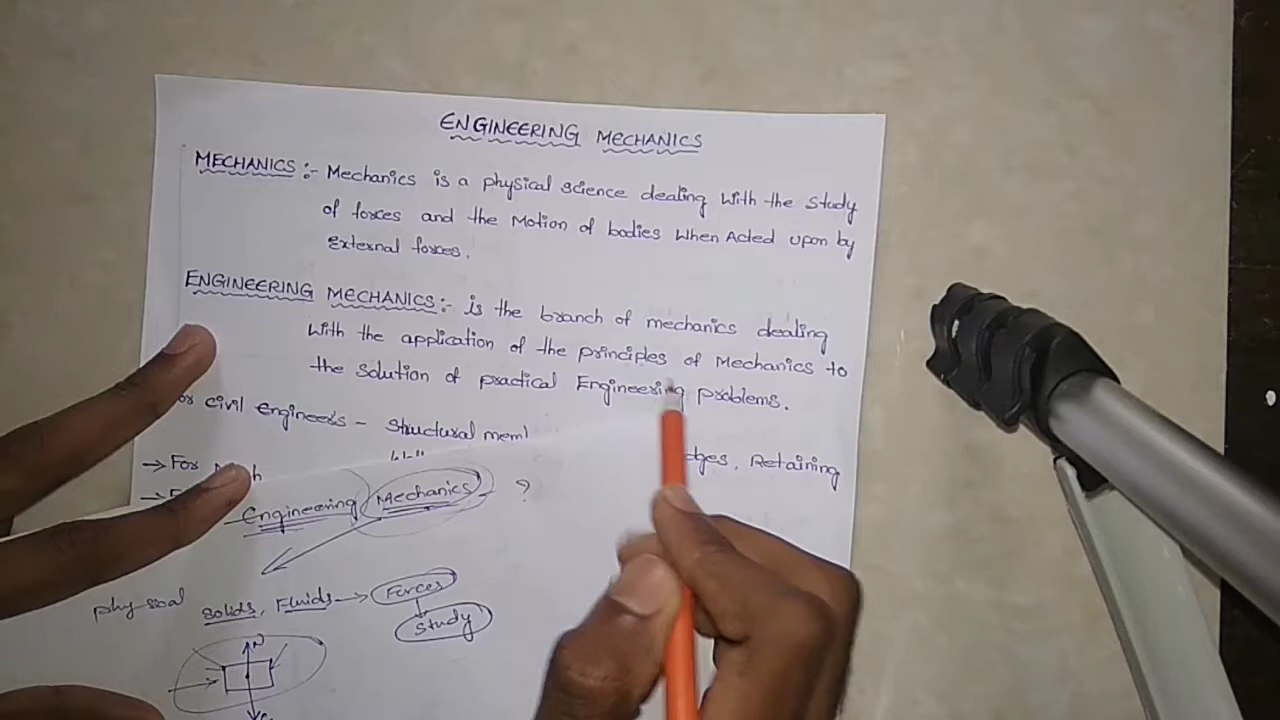 ENGINEERING MECHANICS
MECHANICS :- Mechanics is a physical science dealing with the study
of forces and the Motion of bodies When Acted upon by
External forces.
ENGINEERING MECHANICS :- is the branch of mechanics dealing
With the application of the principles of Mechanics to
the solution of practical Engineering problems.
civil engineers - Structural
Retaining
→ For
Engineering Mechanics ?
physical solids, Fluids → Forces
Study
N